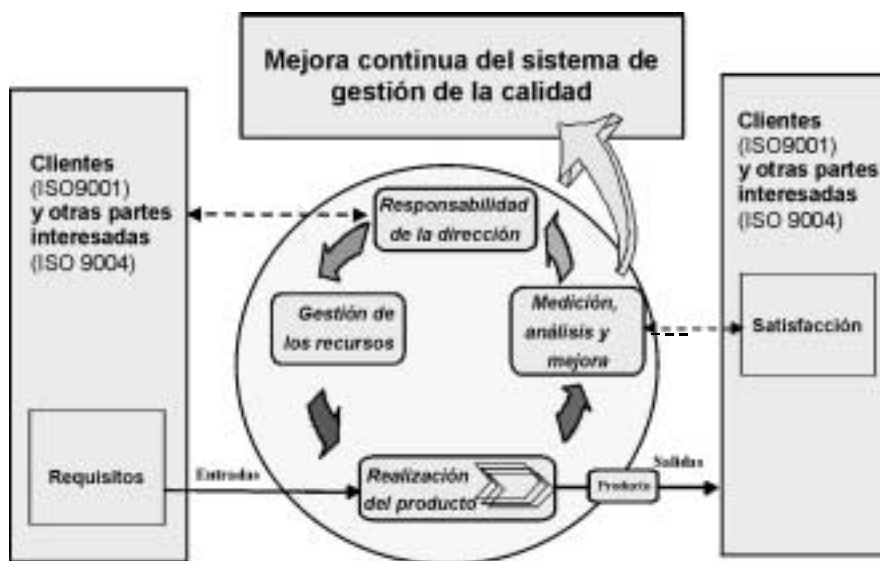 Mejora continua del sistema de
gestión de la calidad
Clientes
(ISO9001)
y otras partes
interesadas
(ISO 9004)
Requisitos
Entradas
Responsabilidad
de la dirección
Gestión de
los recursos
Medición,
análisis y
mejora
Realización
del producto
Producto
Salidas
Clientes
(ISO9001)
y otras partes
interesadas
(ISO 9004)
Satisfacción